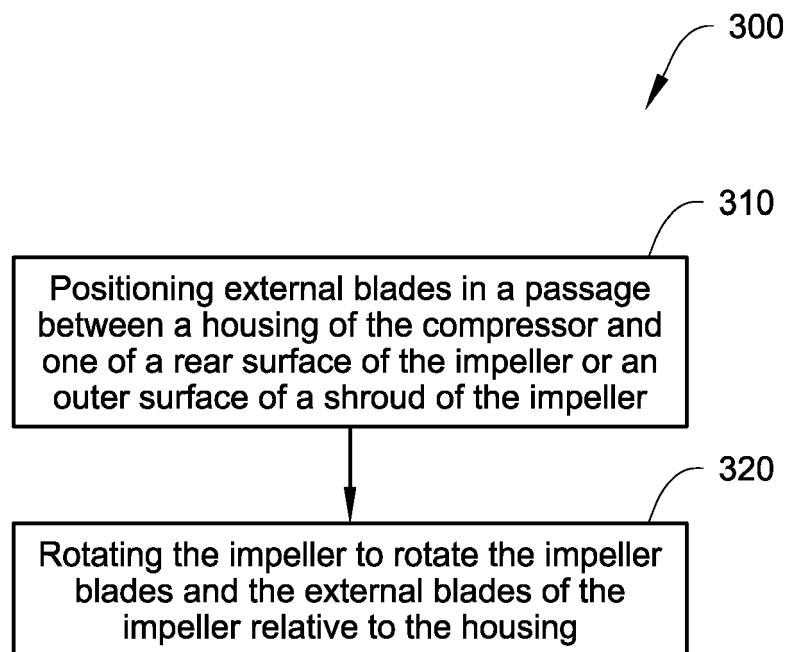 300
310
Positioning external blades in a passage
between a housing of the compressor and
one of a rear surface of the impeller or an
outer surface of a shroud of the impeller
320
Rotating the impeller to rotate the impeller
blades and the external blades of the
impeller relative to the housing